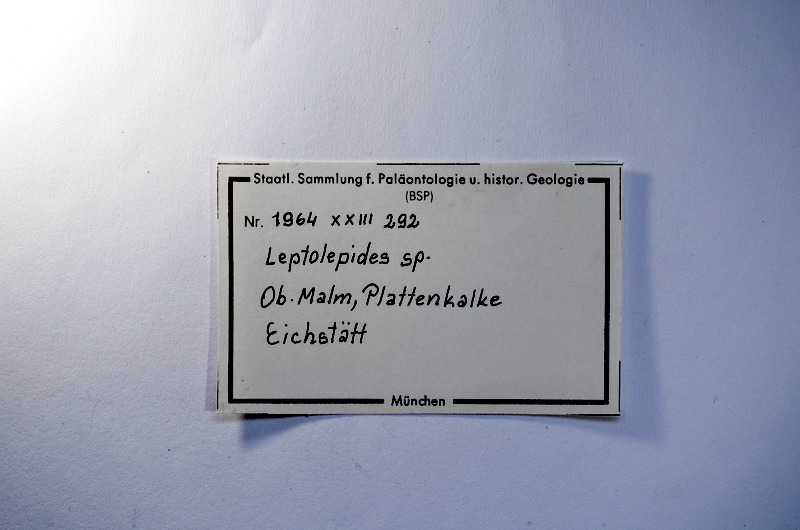 Staatl. Sammlung f. Paläontologie u. histor. Geologie
(BSP)
Nr. 1964 XXIII 292
Leptolepides sp.
Ob. Malm, Plattenkalke
Eichstätt
München